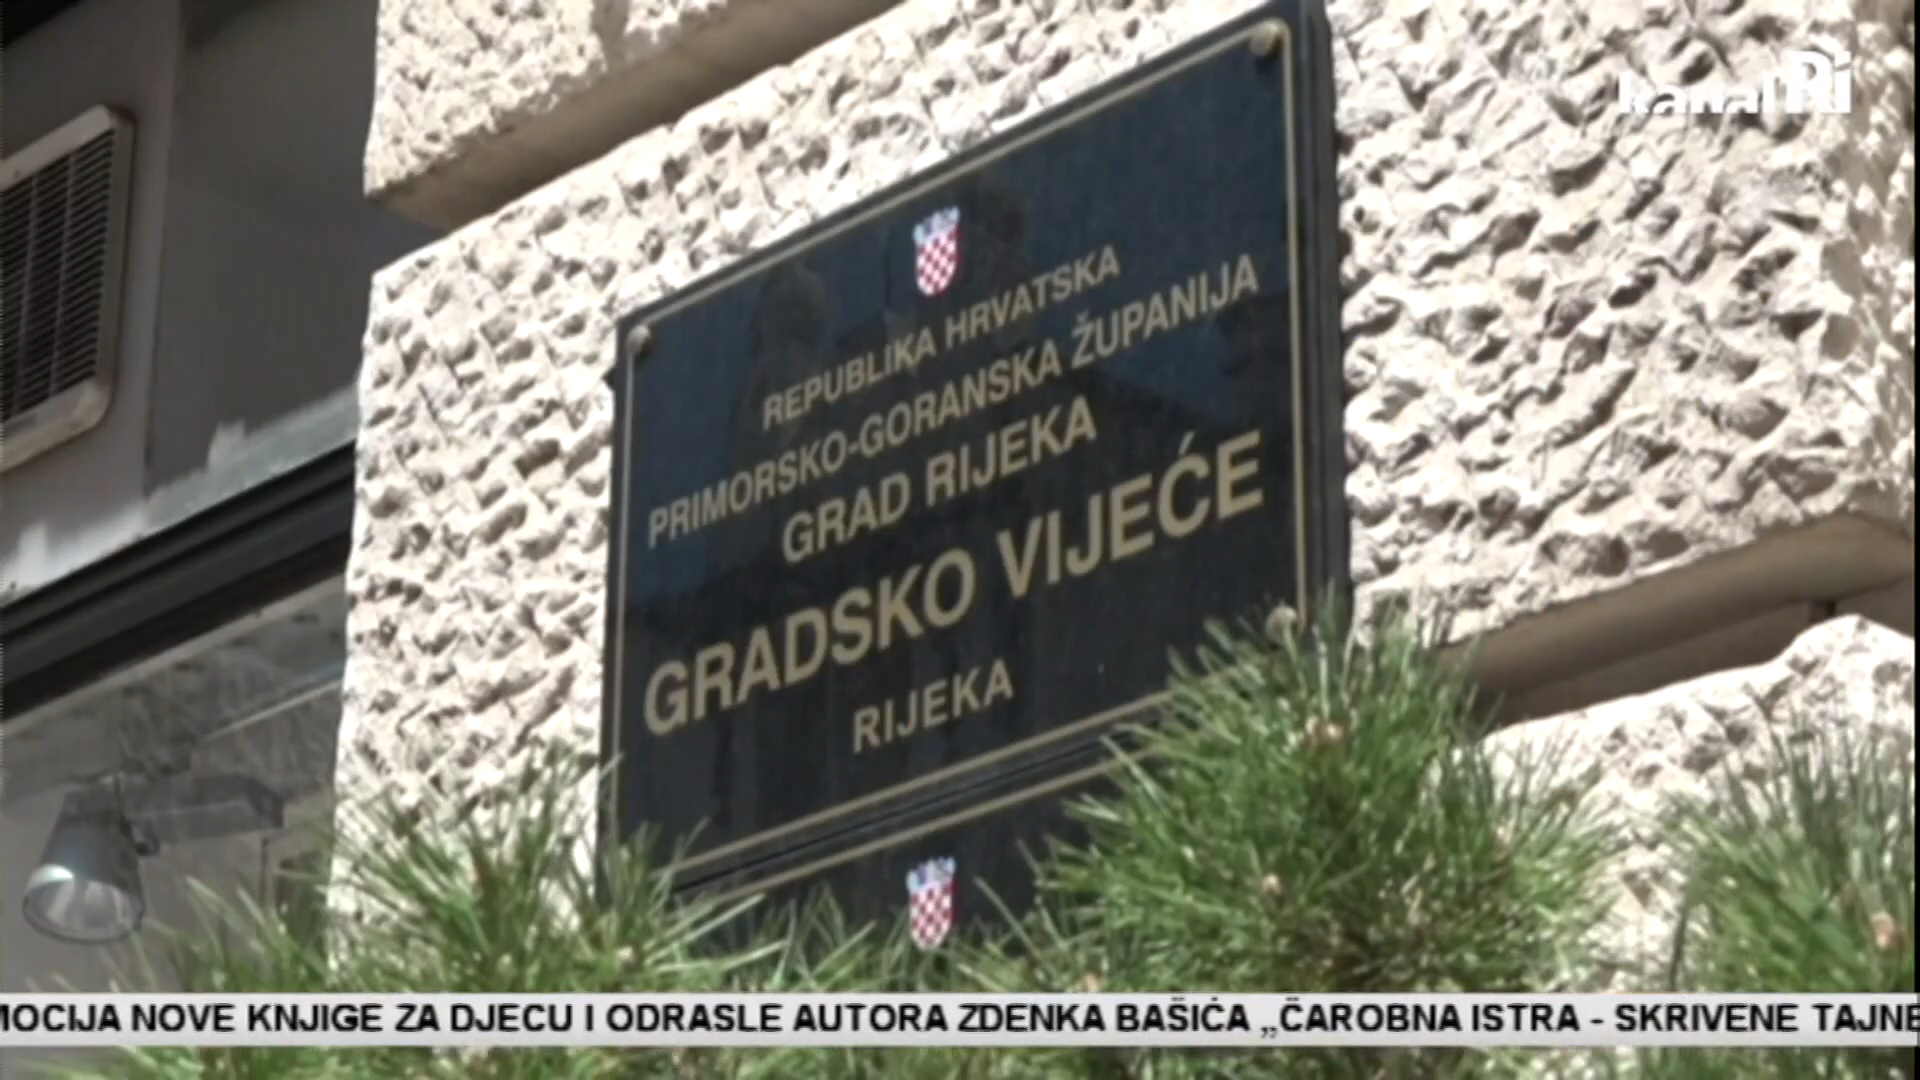 kanal Ri
REPUBLIKA HRVATSKA
PRIMORSKO-GORANSKA ŽUPANIJA
GRAD RIJEKA
GRADSKO VIJEĆE
RIJEKA
MOCIJA NOVE KNJIGE ZA DJECU I ODRASLE AUTORA ZDENKA BAŠIĆA „ČAROBNA ISTRA - SKRIVENE TAJNE